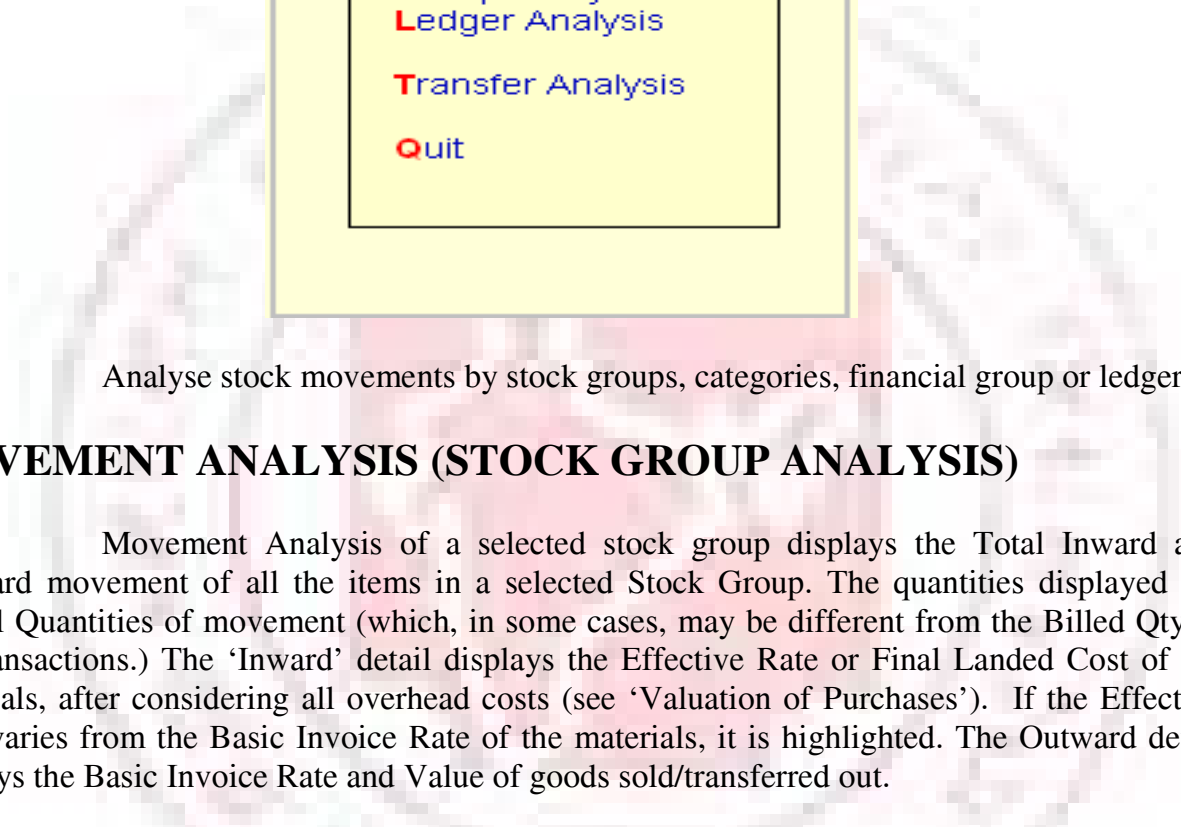 Ledger Analysis
Transfer Analysis
Quit
Analyse stock movements by stock groups, categories, financial group or ledger
VEMENT ANALYSIS (STOCK GROUP ANALYSIS)
Movement Analysis of a selected stock group displays the Total Inward a
ard movement of all the items in a selected Stock Group. The quantities displayed
l Quantities of movement (which, in some cases, may be different from the Billed Qty
ansactions.) The ‘Inward’ detail displays the Effective Rate or Final Landed Cost of
als, after considering all overhead costs (see ‘Valuation of Purchases’). If the Effect
varies from the Basic Invoice Rate of the materials, it is highlighted. The Outward de
ys the Basic Invoice Rate and Value of goods sold/transferred out.